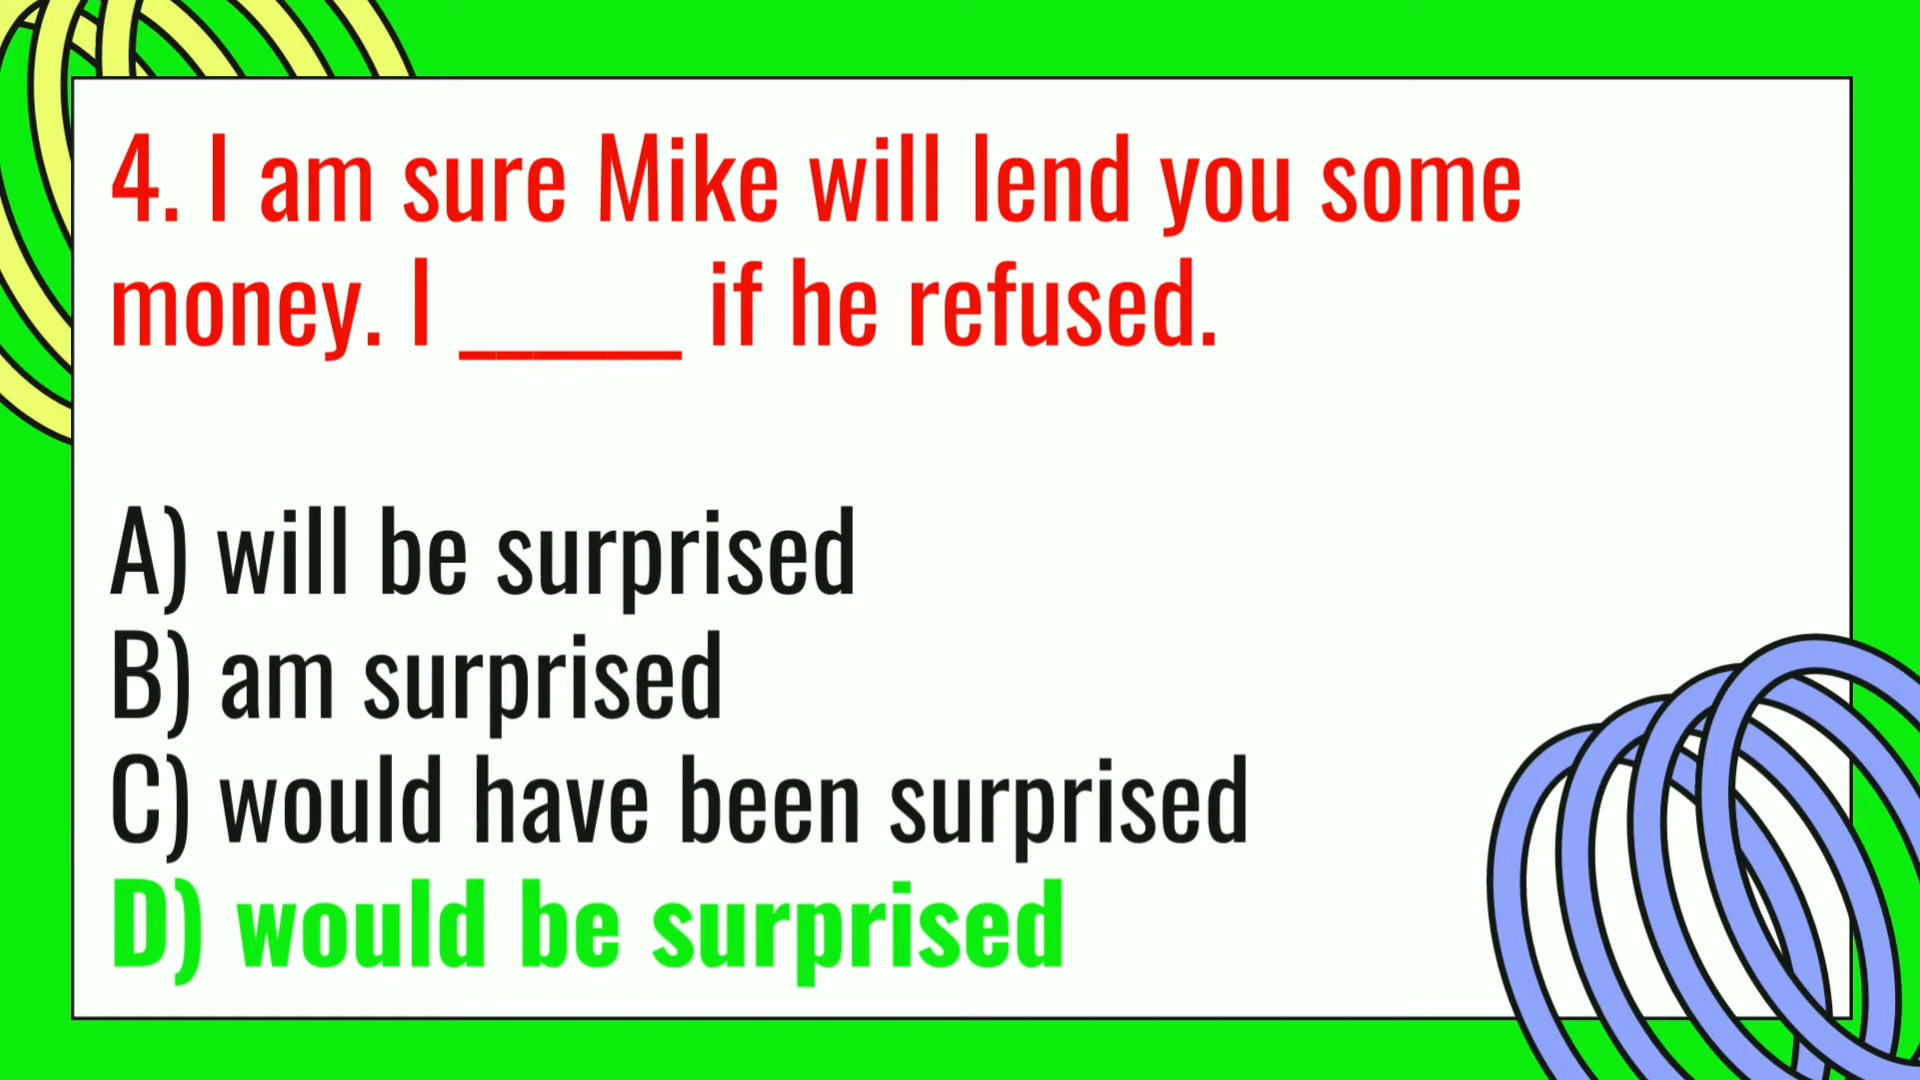 4. I am sure Mike will lend you some
money. I ______ if he refused.
A) will be surprised
B) am surprised
C) would have been surprised
D) would be surprised